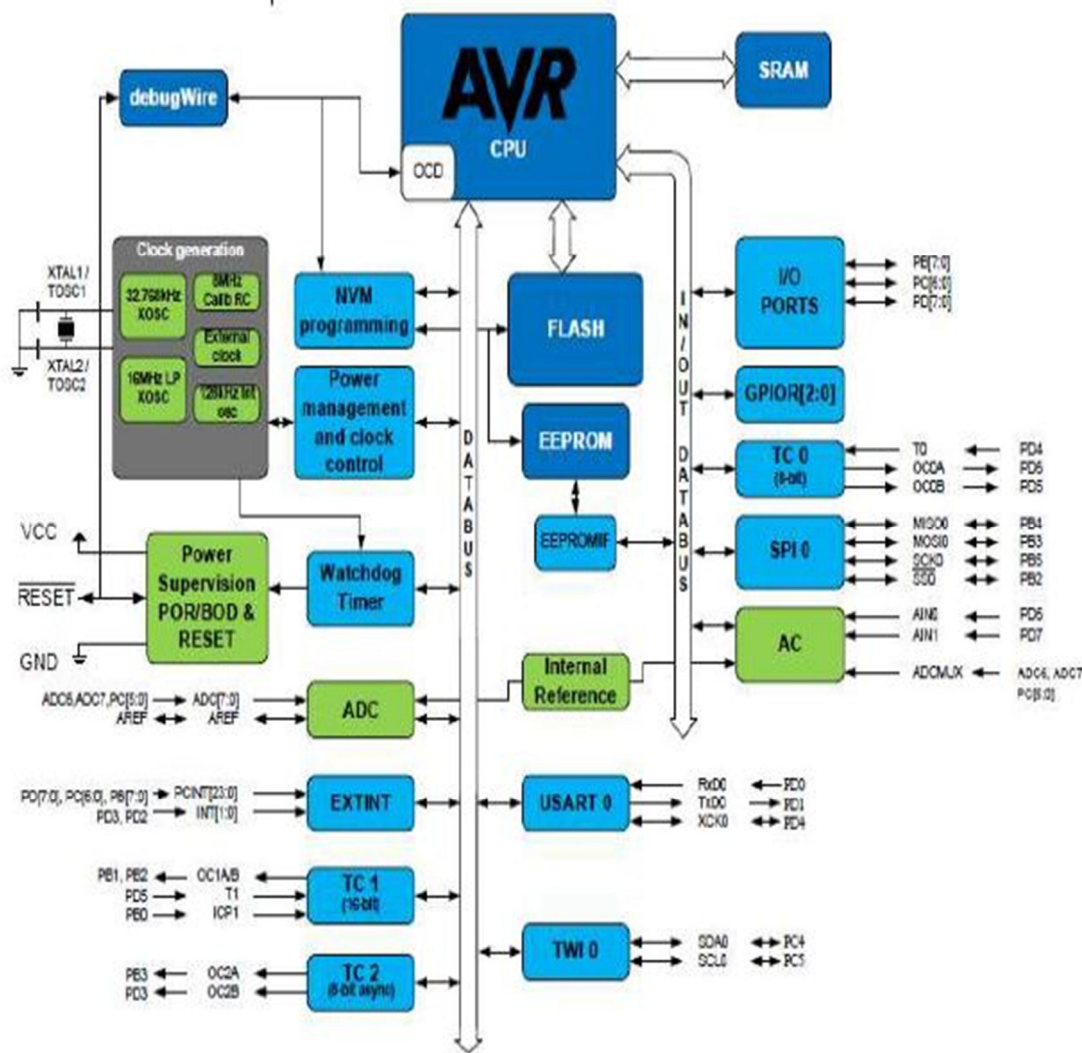 AVR
CPU
OCD
SRAM
debugWire
Clock generation
XTAL1 /
TOSC1
32.768kHz
XOSC
8MHz
Calib RC
External
clock
XTAL2 /
TOSC2
16MHz LP
XOSC
128kHz int
osc
NVM
programming
FLASH
Power
management
and clock
control
EEPROM
EEPROMIF
DATABUS
IN/OUT DATABUS
I/O
PORTS
PB[7:0]
PC[6:0]
PD[7:0]
GPIOR[2:0]
TC 0
(8-bit)
T0 PD4
OC0A PD6
OC0B PD5
SPI 0
MISO0 PB4
MOSI0 PB3
SCK0 PB5
SS0 PB2
AC
AIN0 PD6
AIN1 PD7
ADCMUX ADC6, ADC7
PC[5:0]
VCC
RESET
GND
Power
Supervision
POR/BOD &
RESET
Watchdog
Timer
Internal
Reference
ADC6,ADC7,PC[5:0] ADC[7:0]
AREF AREF
ADC
PD[7:0], PC[6:0], PB[7:0] PCINT[23:0]
PD3, PD2 INT[1:0]
EXTINT
USART 0
RxD0 PD0
TxD0 PD1
XCK0 PD4
PB1, PB2 OC1A/B
PD5 T1
PB0 ICP1
TC 1
(16-bit)
TWI 0
SDA0 PC4
SCL0 PC5
PB3 OC2A
PD3 OC2B
TC 2
(8-bit async)